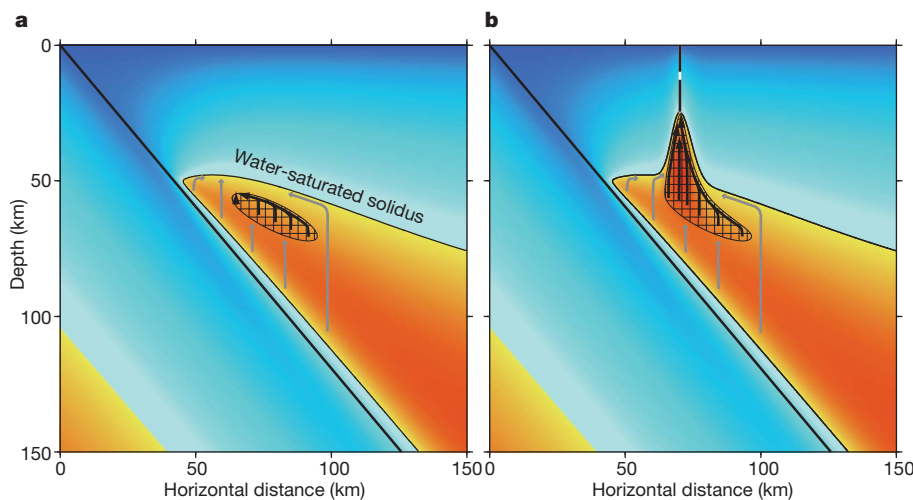 a
b
0
50
100
150
Depth (km)
Water-saturated solidus
0
50
100
150
0
50
100
150
Horizontal distance (km)
Horizontal distance (km)